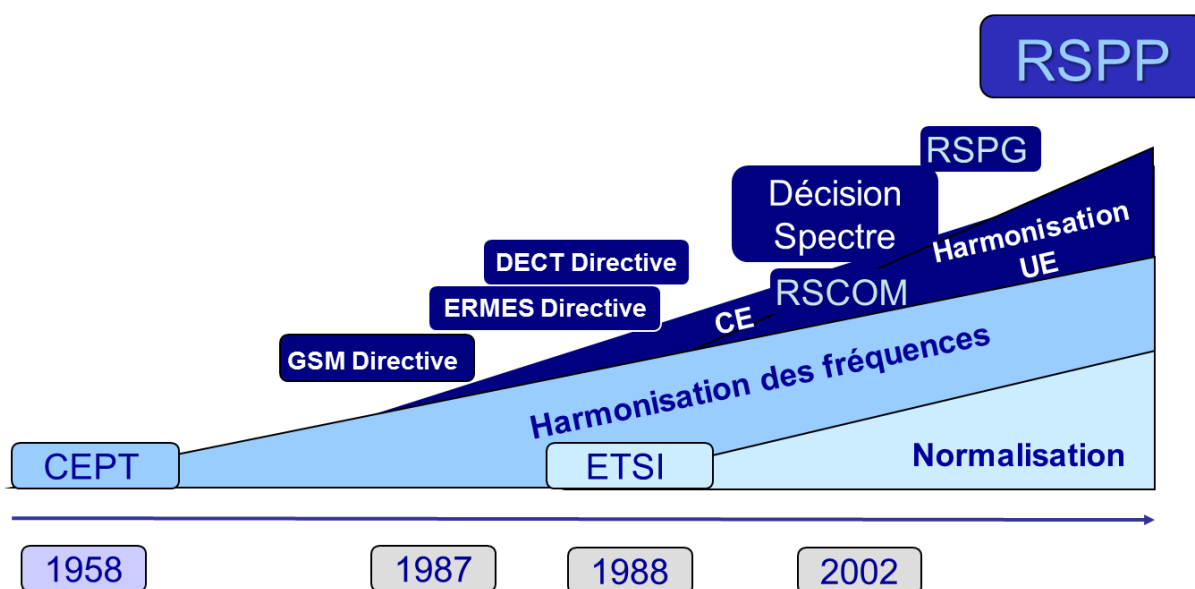 RSPP
RSPG
Décision
Spectre
Harmonisation
UE
DECT Directive
RSCOM
ERMES Directive
CE
GSM Directive
Harmonisation des fréquences
CEPT
ETSI
Normalisation
1958
1987
1988
2002